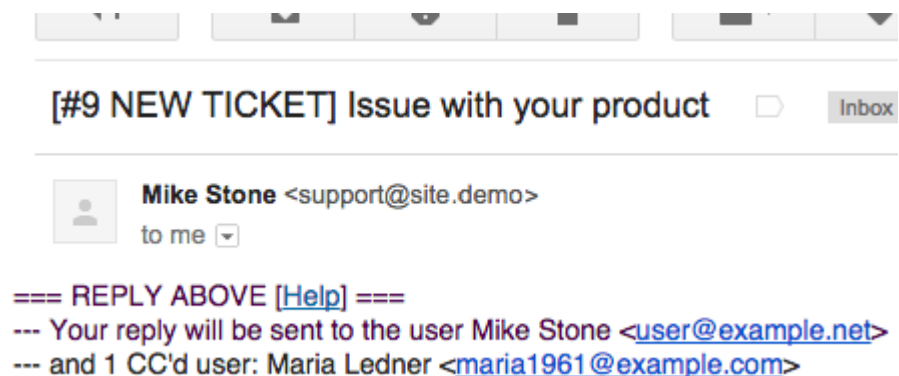 [#9 NEW TICKET] Issue with your product Inbox
Mike Stone <support@site.demo>
to me
=== REPLY ABOVE [Help] ===
--- Your reply will be sent to the user Mike Stone <user@example.net>
--- and 1 CC'd user: Maria Ledner <maria1961@example.com>